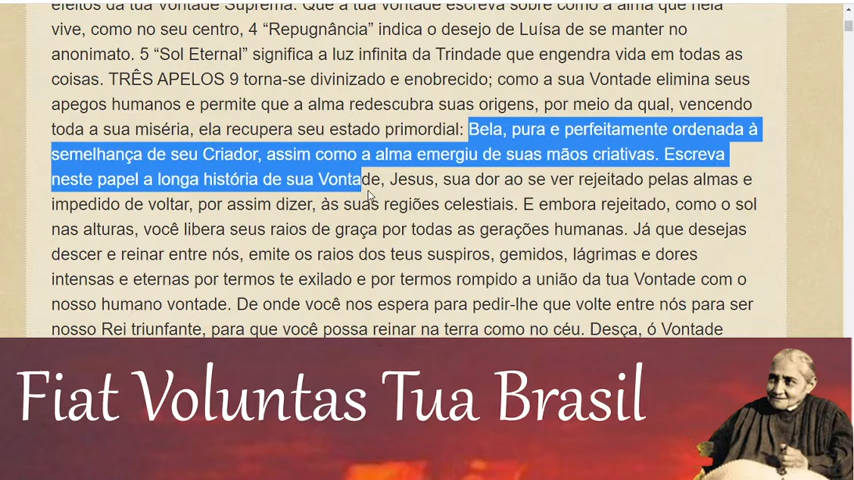 efeitos da tua Vontade Suprema. Que a tua vontade escreva sobre como a alma que nela
vive, como no seu centro, 4 “Repugnância” indica o desejo de Luísa de se manter no
anonimato. 5 “Sol Eternal” significa a luz infinita da Trindade que engendra vida em todas as
coisas. TRÊS APELOS 9 torna-se divinizado e enobrecido; como a sua Vontade elimina seus
apegos humanos e permite que a alma redescubra suas origens, por meio da qual, vencendo
toda a sua miséria, ela recupera seu estado primordial: Bela, pura e perfeitamente ordenada à
semelhança de seu Criador, assim como a alma emergiu de suas mãos criativas. Escreva
neste papel a longa história de sua Vontade, Jesus, sua dor ao se ver rejeitado pelas almas e
impedido de voltar, por assim dizer, às suas regiões celestiais. E embora rejeitado, como o sol
nas alturas, você libera seus raios de graça por todas as gerações humanas. Já que desejas
descer e reinar entre nós, emite os raios dos teus suspiros, gemidos, lágrimas e dores
intensas e eternas por termos te exilado e por termos rompido a união da tua Vontade com o
nosso humano vontade. De onde você nos espera para pedir-lhe que volte entre nós para ser
nosso Rei triunfante, para que você possa reinar na terra como no céu. Desça, ó Vontade
Fiat Voluntas Tua Brasil